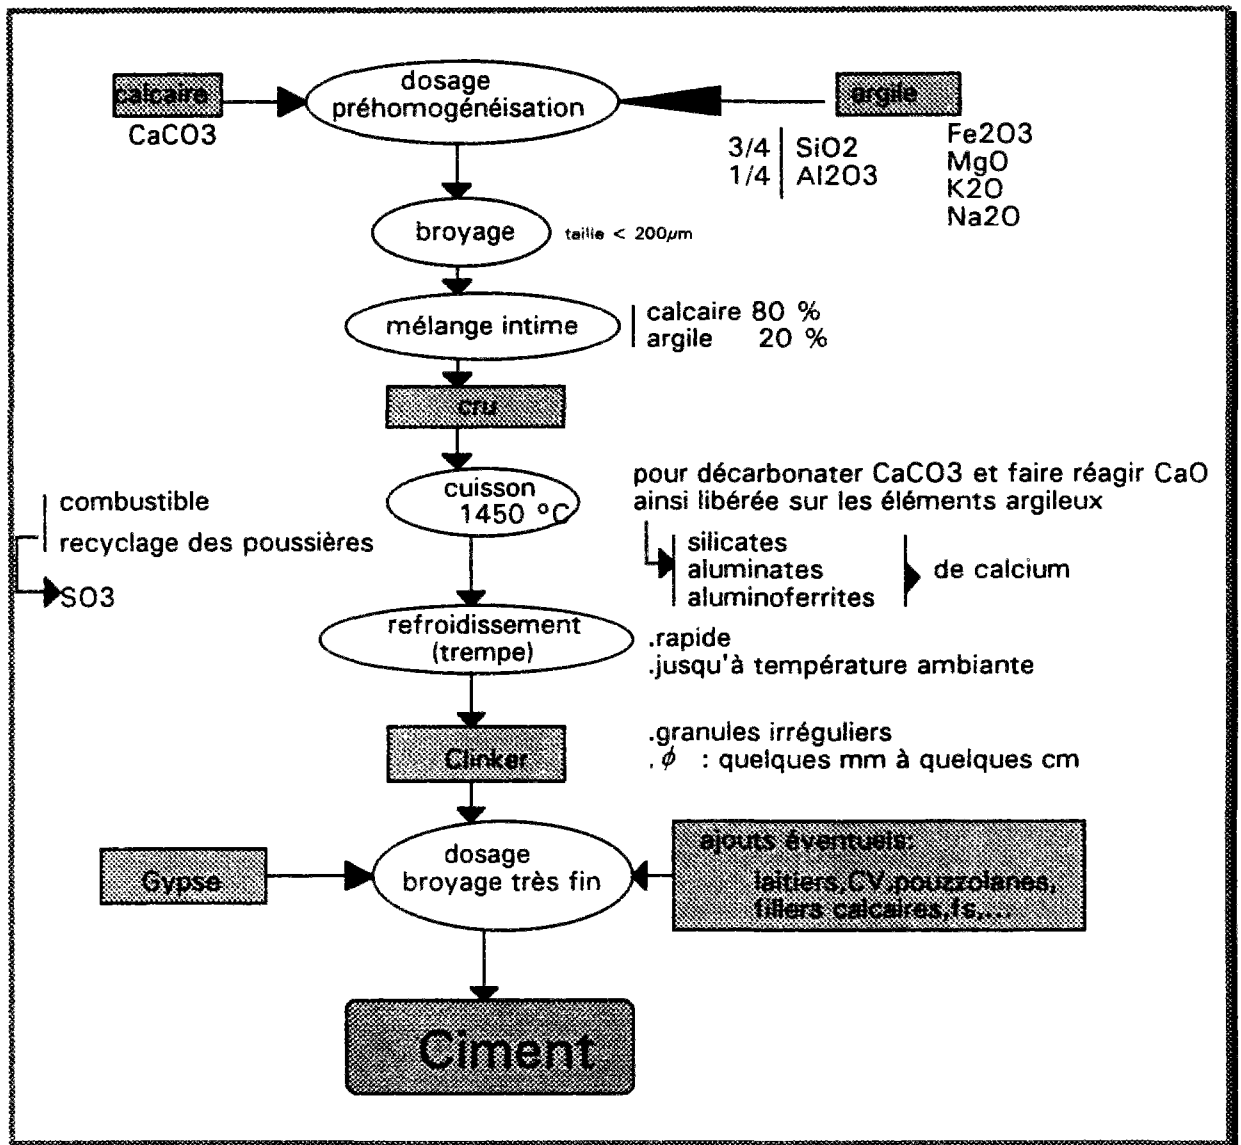 calcaire
CaCO3
dosage
préhomogénéisation
argile
3/4 SiO2
1/4 Al2O3
Fe2O3
MgO
K2O
Na2O
broyage
taille < 200µm
mélange intime
calcaire 80 %
argile 20 %
cru
cuisson
1450 °C
combustible
recyclage des poussières
SO3
pour décarbonater CaCO3 et faire réagir CaO
ainsi libérée sur les éléments argileux
silicates
aluminates
aluminoferrites
de calcium
refroidissement
(trempe)
.rapide
.jusqu'à température ambiante
Clinker
.granules irréguliers
. ϕ : quelques mm à quelques cm
Gypse
dosage
broyage très fin
ajouts éventuels:
laitiers,CV,pouzzolanes,
fillers calcaires,fs,...
Ciment